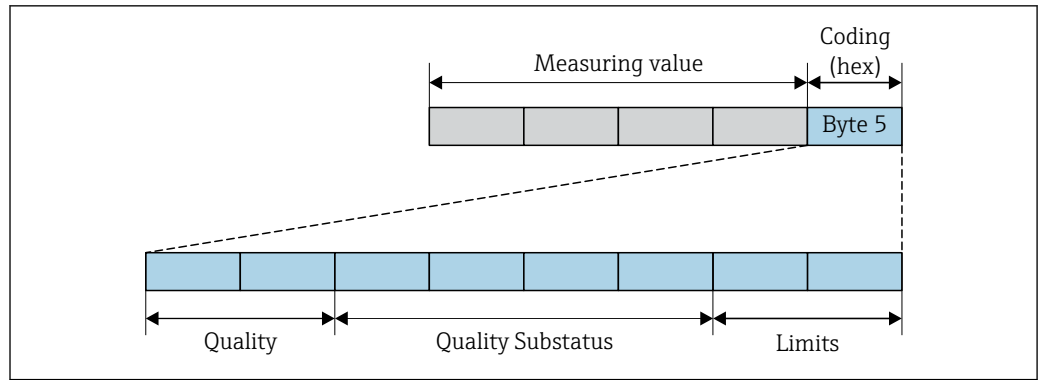 Coding
(hex)
Measuring value
Byte 5
Quality
Quality Substatus
Limits